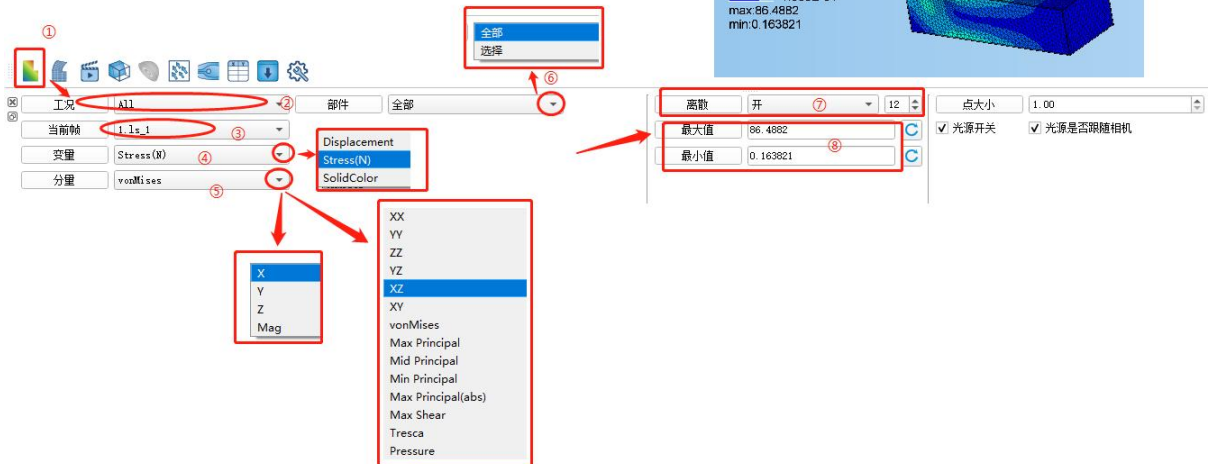 max:86.4882
min:0.163821
①
全部
选择
⑥
工况 All ② 部件 全部
离散 开 ⑦ 12
点大小 1.00
当前帧 1.ls_1 ③
最大值 86.4882
光源开关 光源是否跟随相机
变量 Stress(N) ④
⑧
最小值 0.163821
分量 vonMises ⑤
Displacement
Stress(N)
SolidColor
X
Y
Z
Mag
XX
YY
ZZ
YZ
XZ
XY
vonMises
Max Principal
Mid Principal
Min Principal
Max Principal(abs)
Max Shear
Tresca
Pressure